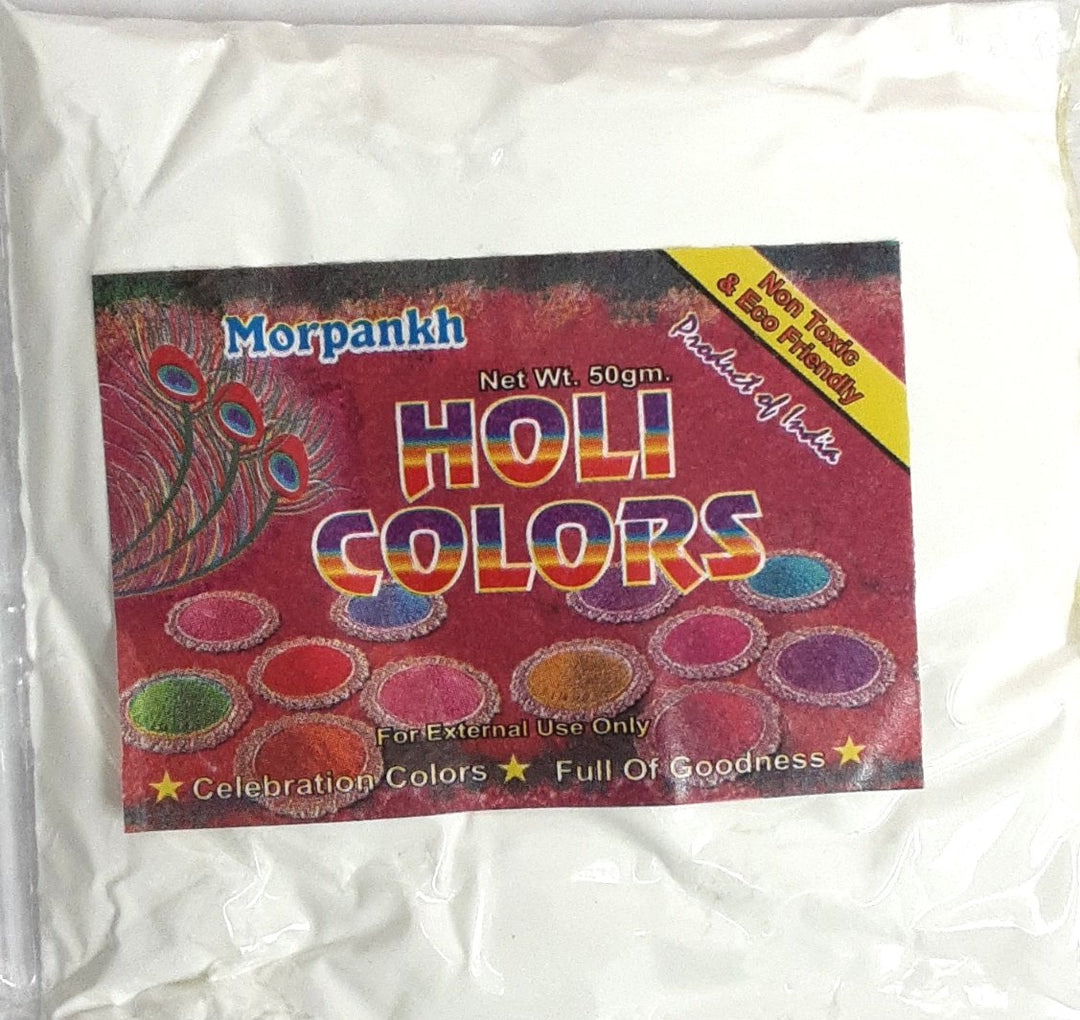 Morpankh
Non Toxic
& Eco Friendly
Product of India
Net Wt. 50gm.
HOLI
COLORS
For External Use Only
Celebration Colors Full Of Goodness